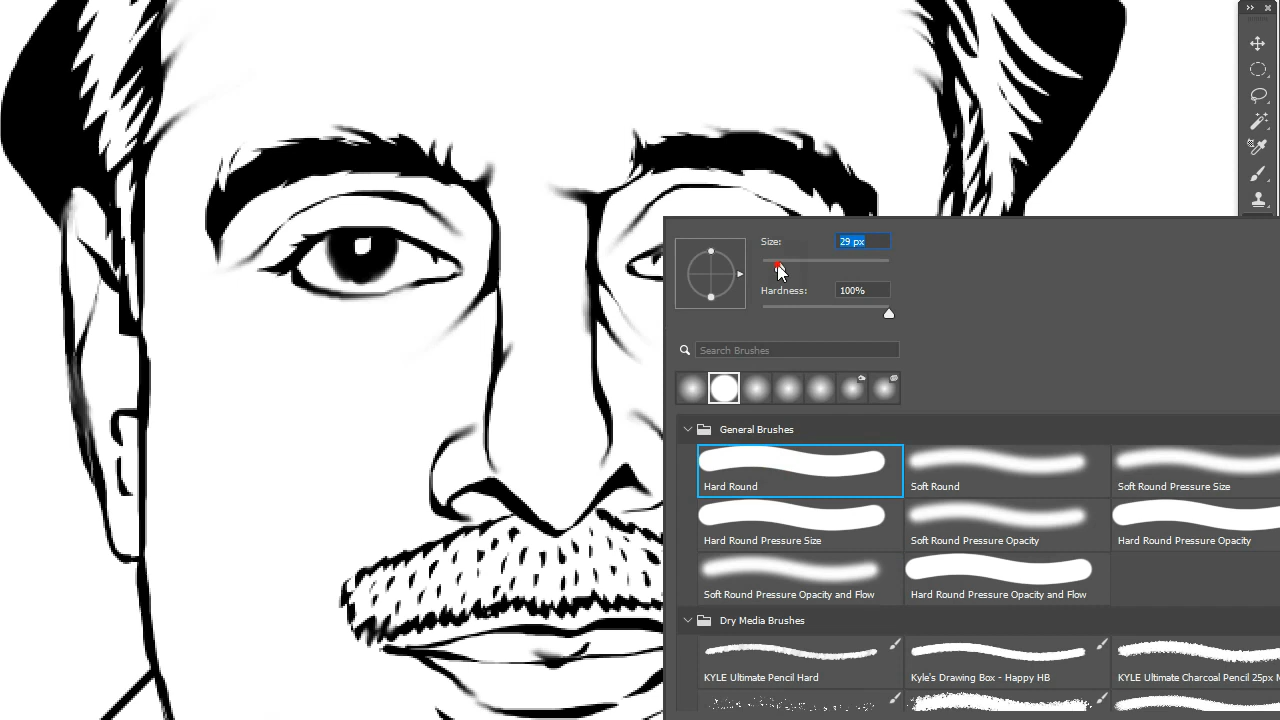 Size:
29 px
Hardness:
100%
Search Brushes
General Brushes
Hard Round
Soft Round
Soft Round Pressure Size
Hard Round Pressure Size
Soft Round Pressure Opacity
Hard Round Pressure Opacity
Soft Round Pressure Opacity and Flow
Hard Round Pressure Opacity and Flow
Dry Media Brushes
KYLE Ultimate Pencil Hard
Kyle's Drawing Box - Happy HB
KYLE Ultimate Charcoal Pencil 25px M